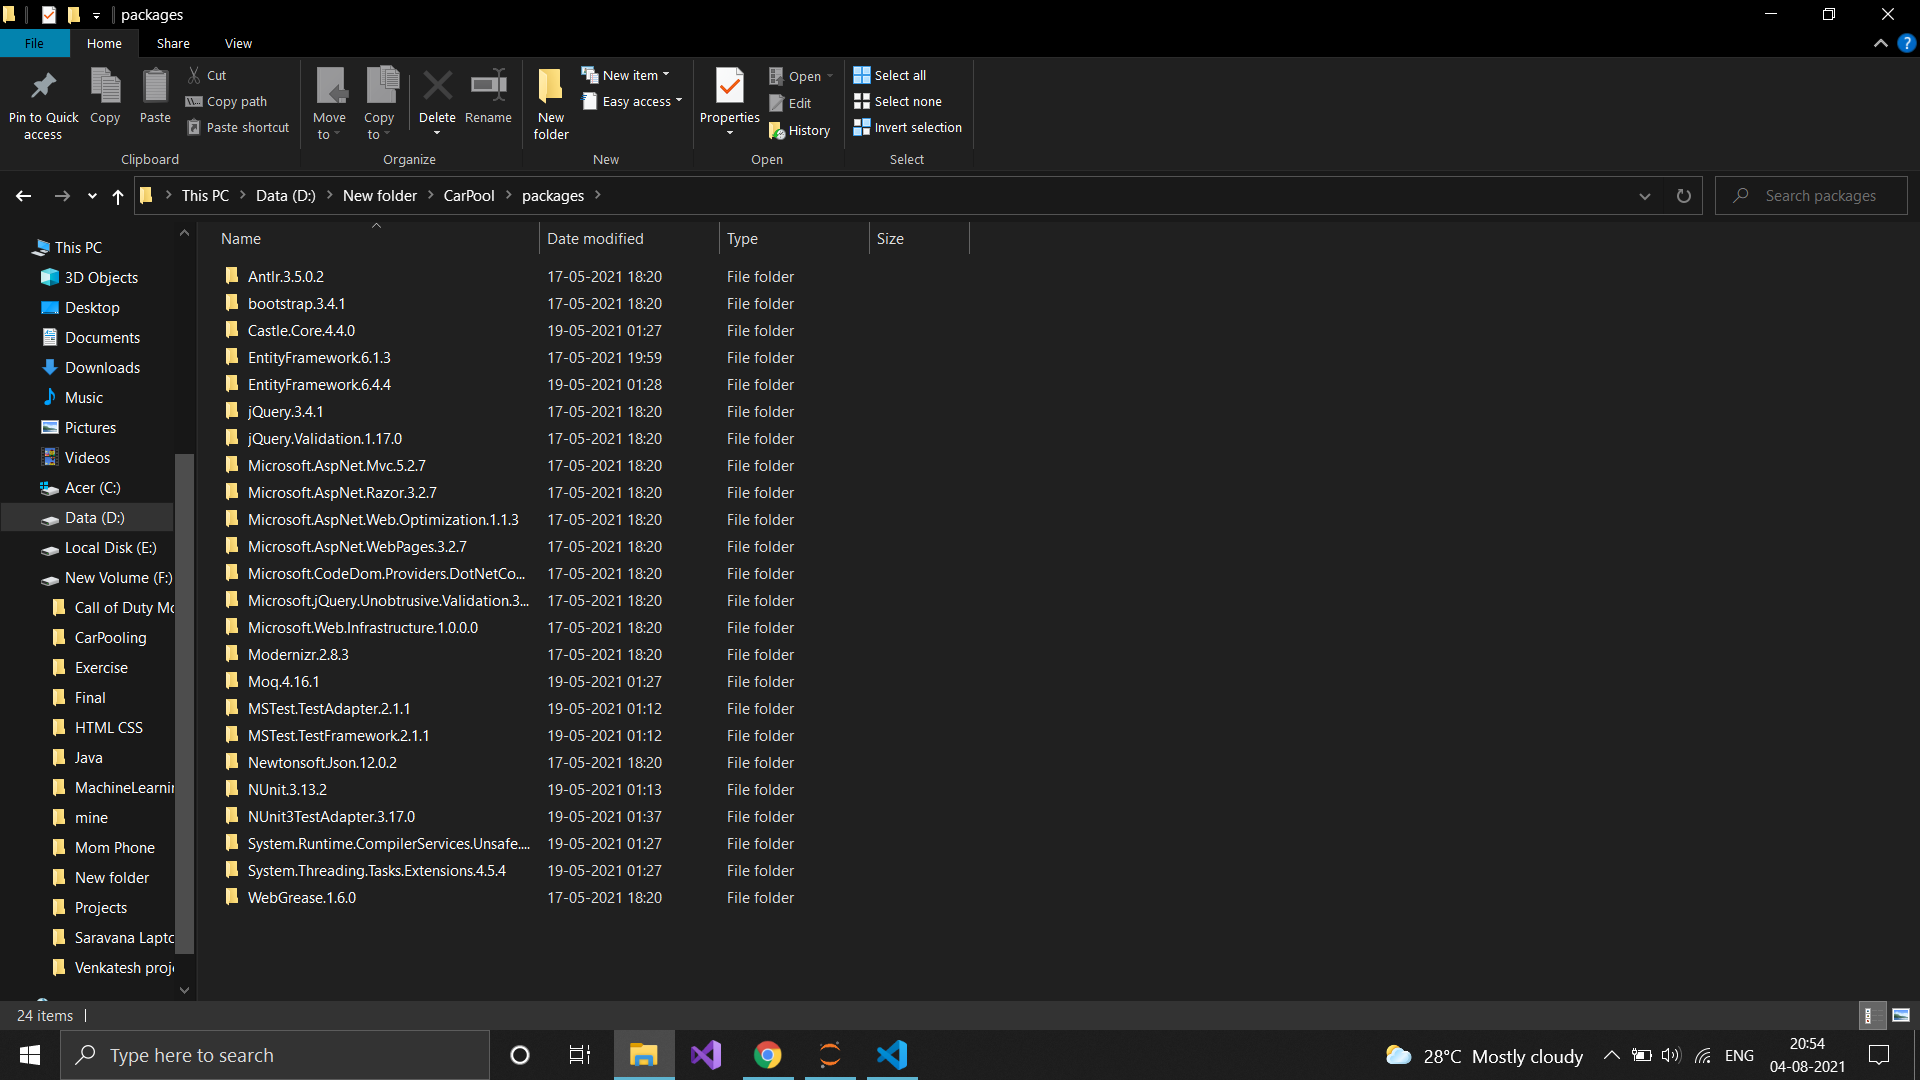 packages
File Home Share View
Pin to Quick access
Copy
Paste
Cut
Copy path
Paste shortcut
Clipboard
Move to
Copy to
Delete
Rename
Organize
New folder
New item
Easy access
New
Properties
Open
Edit
History
Open
Select all
Select none
Invert selection
Select
This PC Data (D:) New folder CarPool packages
Search packages
This PC
3D Objects
Desktop
Documents
Downloads
Music
Pictures
Videos
Acer (C:)
Data (D:)
Local Disk (E:)
New Volume (F:)
Call of Duty Mo
CarPooling
Exercise
Final
HTML CSS
Java
MachineLearnin
mine
Mom Phone
New folder
Projects
Saravana Lapto
Venkatesh proje
Name Date modified Type Size
Antlr.3.5.0.2 17-05-2021 18:20 File folder
bootstrap.3.4.1 17-05-2021 18:20 File folder
Castle.Core.4.4.0 19-05-2021 01:27 File folder
EntityFramework.6.1.3 17-05-2021 19:59 File folder
EntityFramework.6.4.4 19-05-2021 01:28 File folder
jQuery.3.4.1 17-05-2021 18:20 File folder
jQuery.Validation.1.17.0 17-05-2021 18:20 File folder
Microsoft.AspNet.Mvc.5.2.7 17-05-2021 18:20 File folder
Microsoft.AspNet.Razor.3.2.7 17-05-2021 18:20 File folder
Microsoft.AspNet.Web.Optimization.1.1.3 17-05-2021 18:20 File folder
Microsoft.AspNet.WebPages.3.2.7 17-05-2021 18:20 File folder
Microsoft.CodeDom.Providers.DotNetCo... 17-05-2021 18:20 File folder
Microsoft.jQuery.Unobtrusive.Validation.3... 17-05-2021 18:20 File folder
Microsoft.Web.Infrastructure.1.0.0.0 17-05-2021 18:20 File folder
Modernizr.2.8.3 17-05-2021 18:20 File folder
Moq.4.16.1 19-05-2021 01:27 File folder
MSTest.TestAdapter.2.1.1 19-05-2021 01:12 File folder
MSTest.TestFramework.2.1.1 19-05-2021 01:12 File folder
Newtonsoft.Json.12.0.2 17-05-2021 18:20 File folder
NUnit.3.13.2 19-05-2021 01:13 File folder
NUnit3TestAdapter.3.17.0 19-05-2021 01:37 File folder
System.Runtime.CompilerServices.Unsafe.... 19-05-2021 01:27 File folder
System.Threading.Tasks.Extensions.4.5.4 19-05-2021 01:27 File folder
WebGrease.1.6.0 17-05-2021 18:20 File folder
24 items
Type here to search
28°C Mostly cloudy
ENG
20:54
04-08-2021